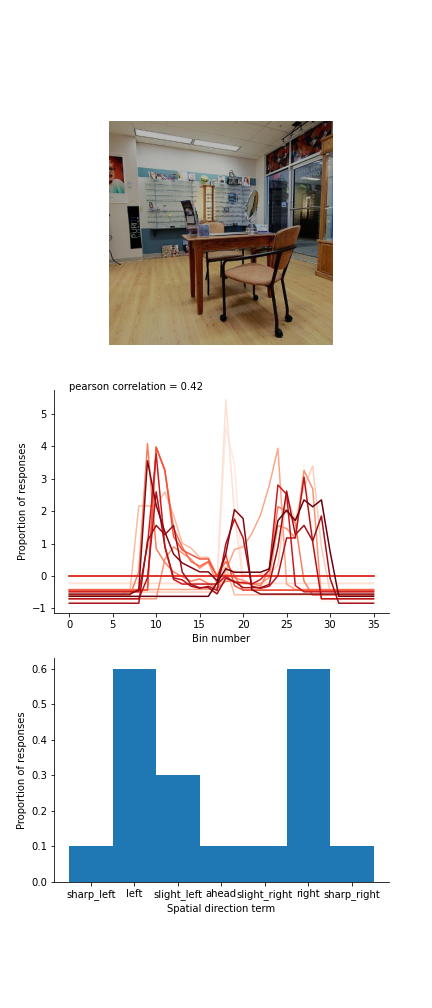 pearson correlation = 0.42
Proportion of responses
5
4
3
2
1
0
−1
0 5 10 15 20 25 30 35
Bin number
Proportion of responses
0.6
0.5
0.4
0.3
0.2
0.1
0.0
sharp_left left slight_left ahead slight_right right sharp_right
Spatial direction term